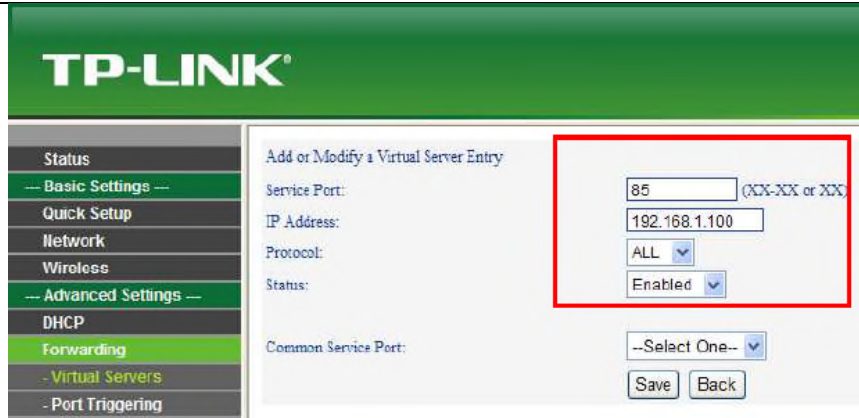 TP-LINK®
Status
--- Basic Settings ---
Quick Setup
Network
Wireless
--- Advanced Settings ---
DHCP
Forwarding
- Virtual Servers
- Port Triggering
Add or Modify a Virtual Server Entry
Service Port: 85 (XX-XX or XX)
IP Address: 192.168.1.100
Protocol: ALL
Status: Enabled
Common Service Port: --Select One--
Save Back